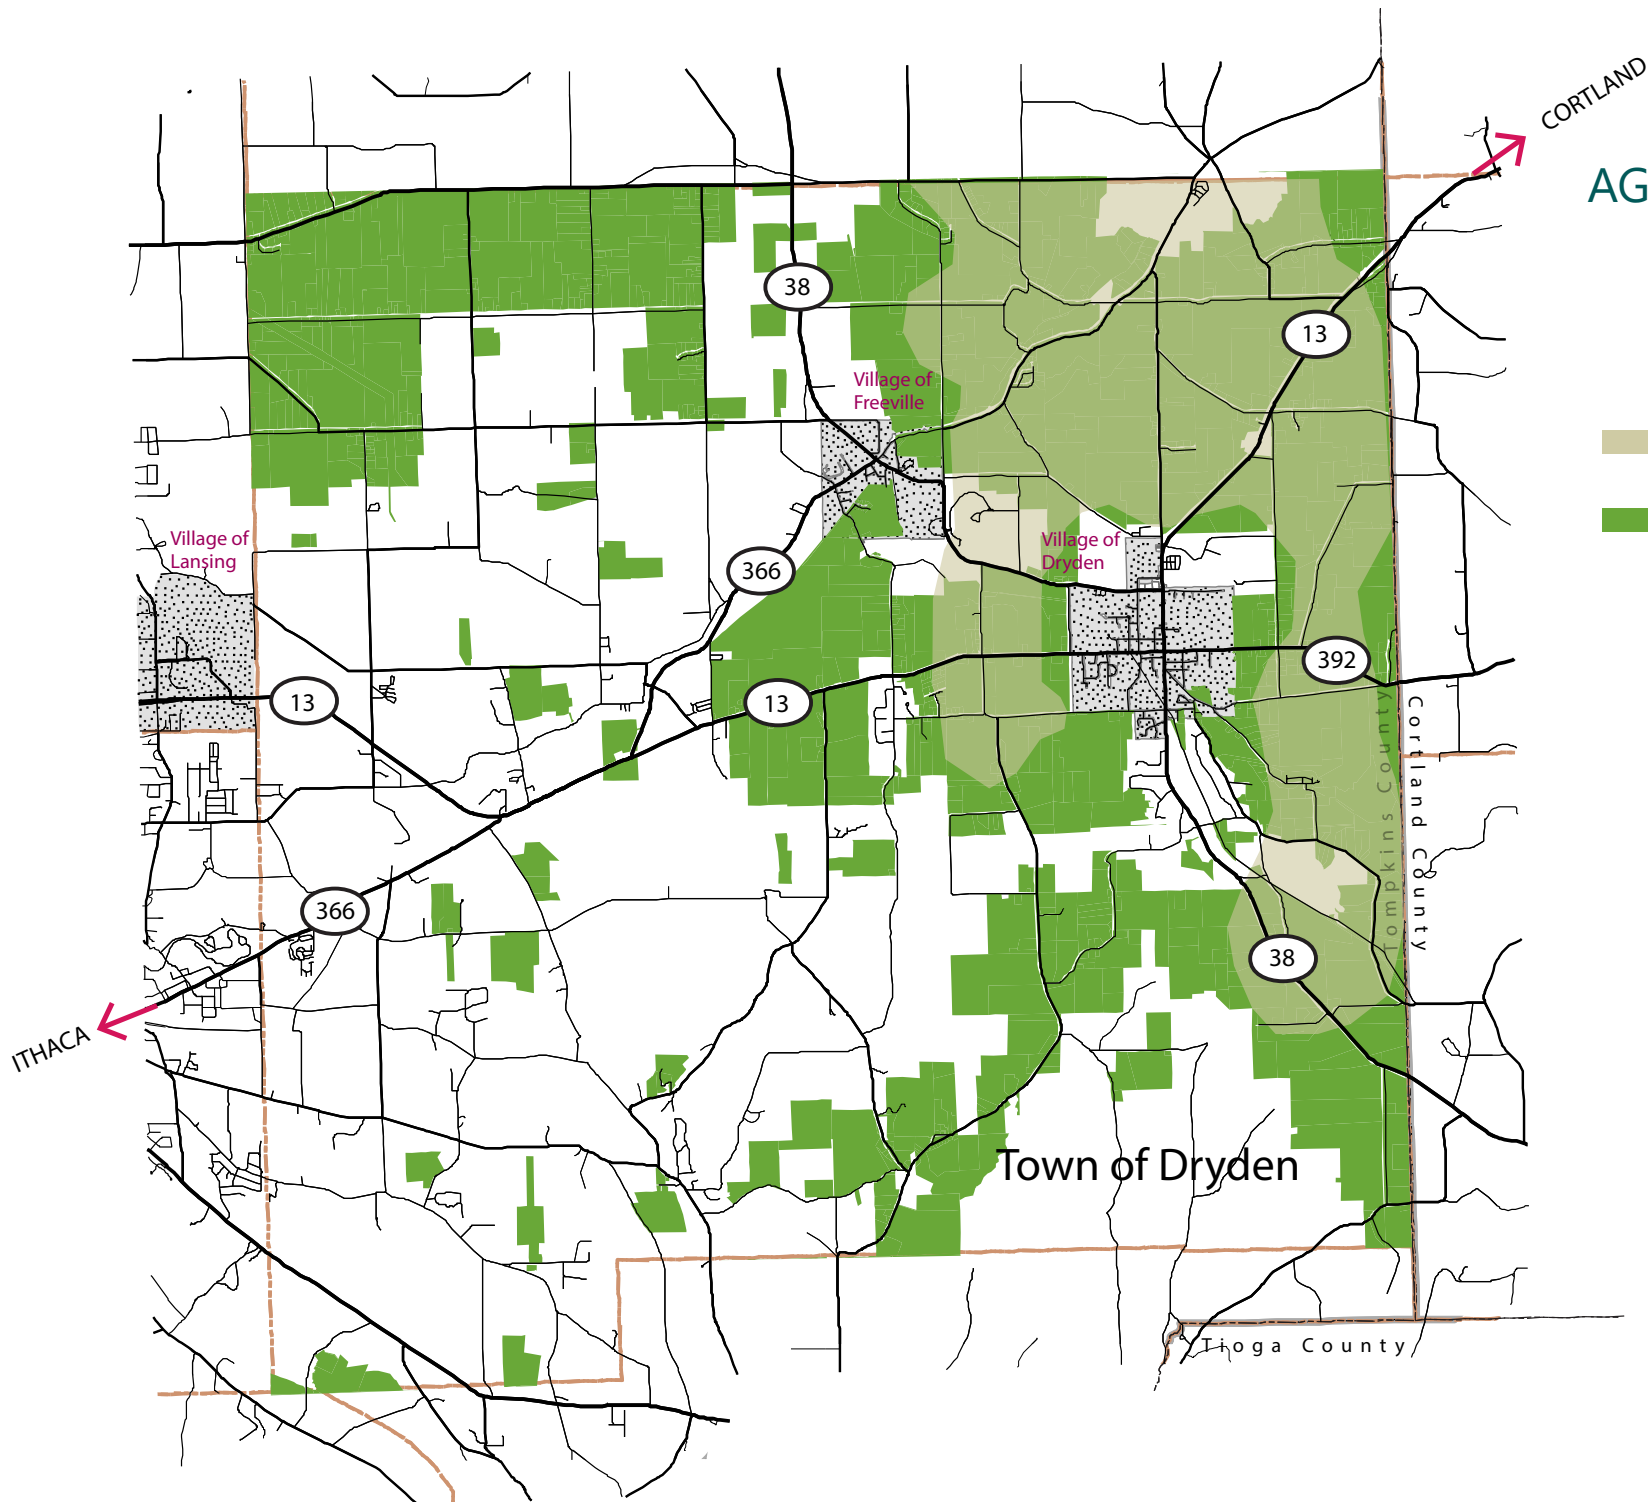 CORTLAND
AG
38
13
Village of
Freeville
Village of
Lansing
Village of
Dryden
366
392
13
13
Tompkins County
Cortland County
366
38
ITHACA
Town of Dryden
Tioga County